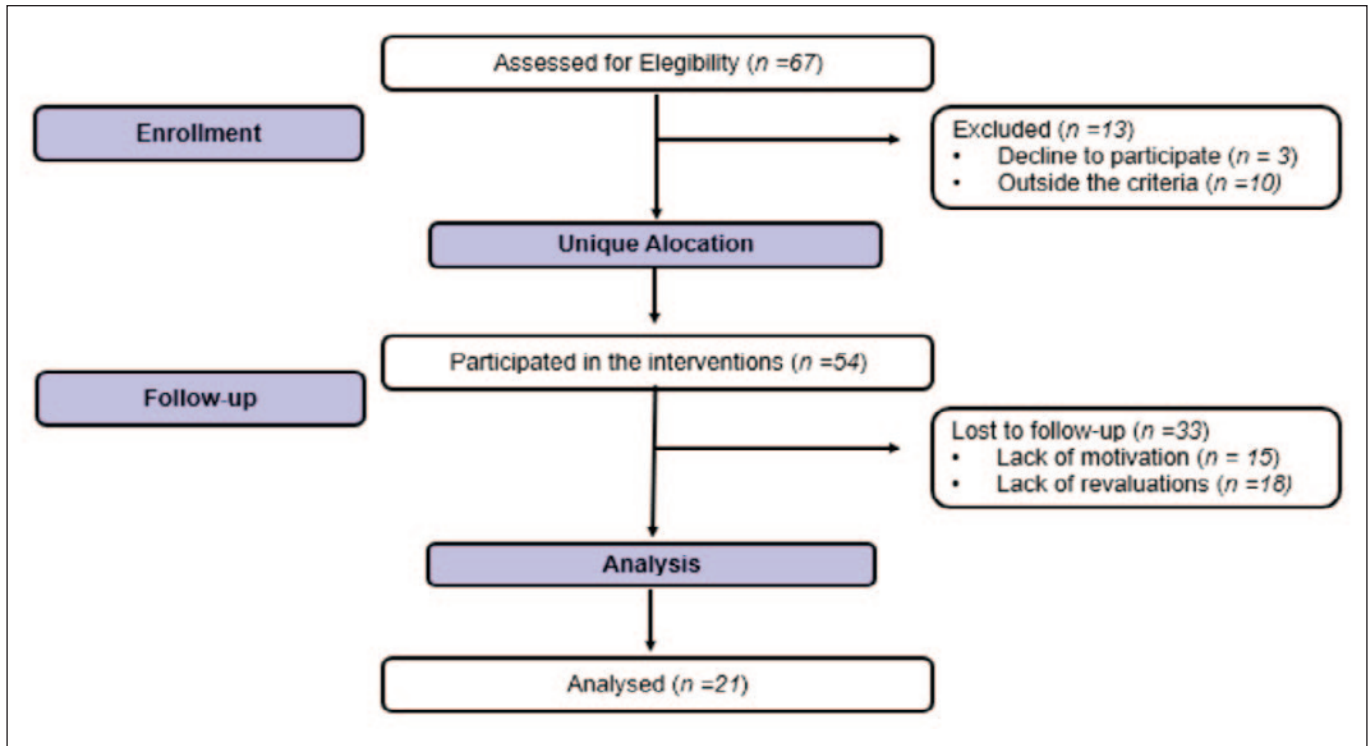 Assessed for Elegibility (n =67)
Enrollment
Excluded (n =13)
• Decline to participate (n = 3)
• Outside the criteria (n =10)
Unique Alocation
Participated in the interventions (n =54)
Follow-up
Lost to follow-up (n =33)
• Lack of motivation (n = 15)
• Lack of revaluations (n =18)
Analysis
Analysed (n =21)